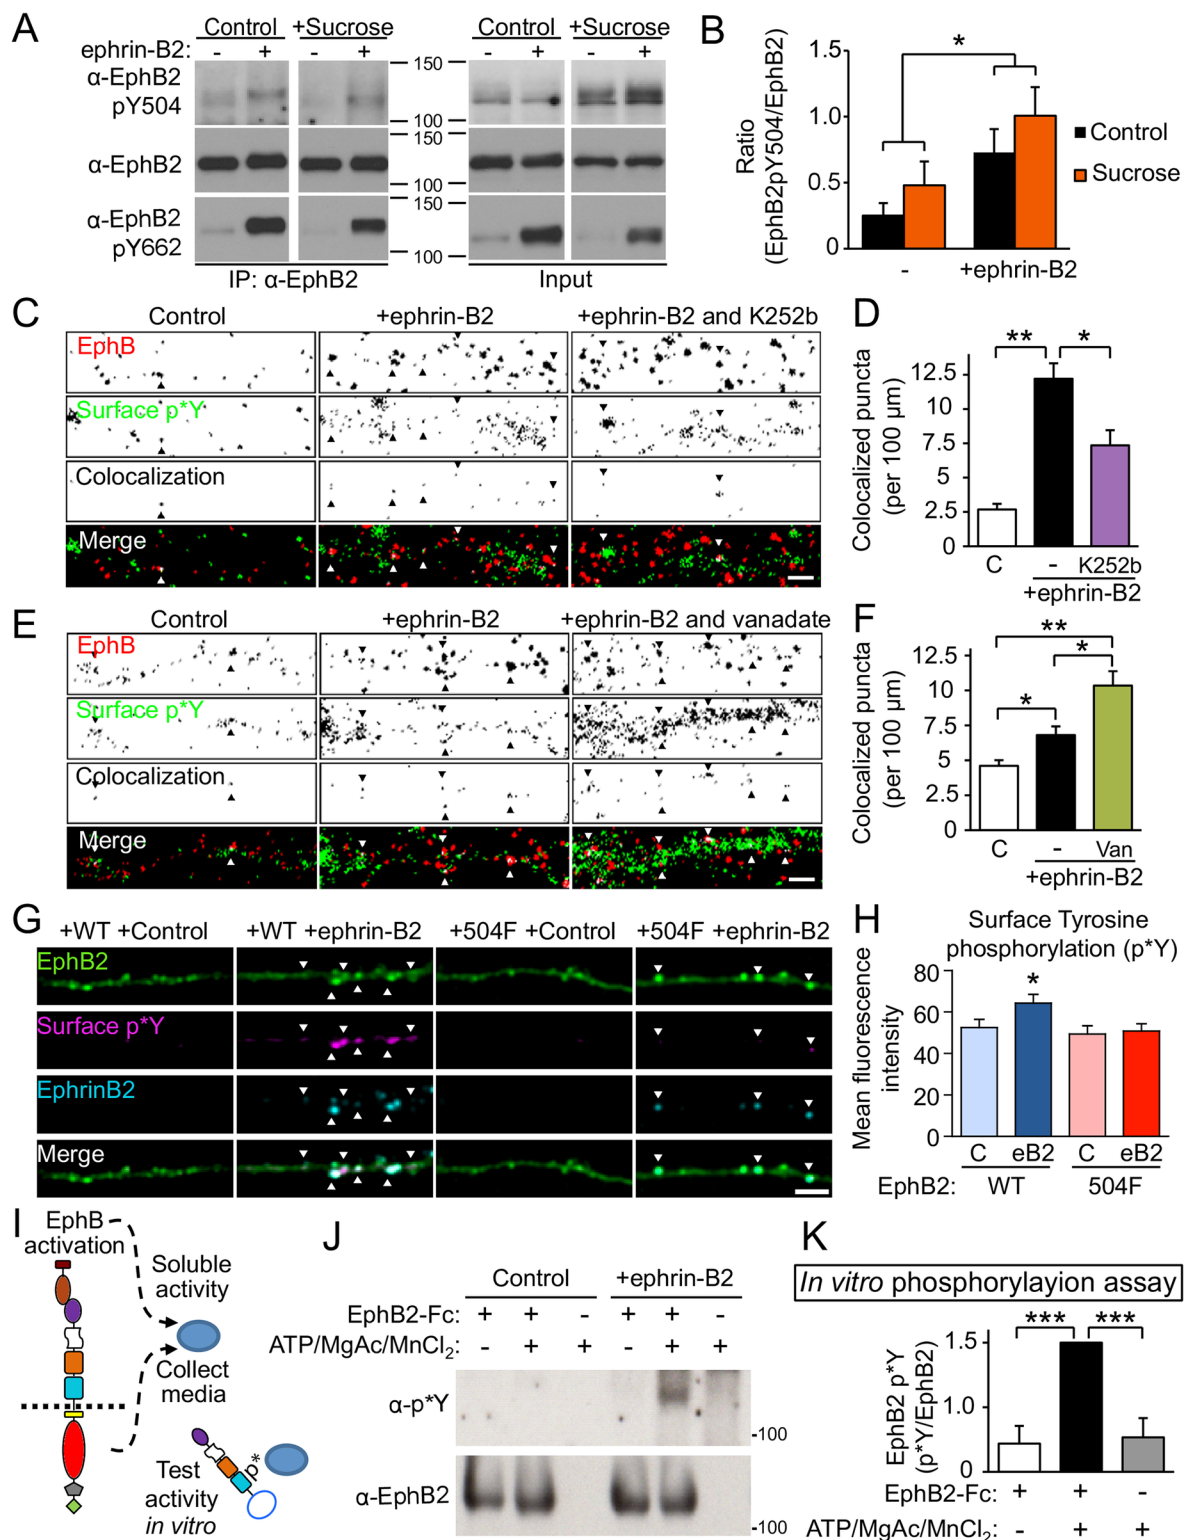 A
Control +Sucrose Control +Sucrose
ephrin-B2: - + - + - + - +
α-EphB2 pY504
150
100
150
100
α-EphB2
150
100
150
100
α-EphB2 pY662
150
100
IP: α-EphB2 Input
B
Ratio
(EphB2pY504/EphB2)
1.5
1.0
0.5
0
*
Control
Sucrose
- +ephrin-B2
C
Control +ephrin-B2 +ephrin-B2 and K252b
EphB
Surface p*Y
Colocalization
Merge
D
Colocalized puncta
(per 100 µm)
12.5
10
7.5
5
2.5
0
** *
C - K252b
+ephrin-B2
E
Control +ephrin-B2 +ephrin-B2 and vanadate
EphB
Surface p*Y
Colocalization
Merge
F
Colocalized puncta
(per 100 µm)
12.5
10
7.5
5
2.5
0
**
*
*
C - Van
+ephrin-B2
G
+WT +Control +WT +ephrin-B2 +504F +Control +504F +ephrin-B2
EphB2
Surface p*Y
EphrinB2
Merge
H
Surface Tyrosine
phosphorylation (p*Y)
Mean fluorescence
intensity
80
60
40
20
0
*
C eB2 C eB2
EphB2: WT 504F
I
EphB
activation
Soluble
activity
Collect
media
p*
Test
activity
in vitro
J
Control +ephrin-B2
EphB2-Fc: + + - + + -
ATP/MgAc/MnCl₂: - + + - + +
α-p*Y
-100
α-EphB2
-100
K
In vitro phosphorylayion assay
EphB2 p*Y
(p*Y/EphB2)
1.5
1.0
0
*** ***
EphB2-Fc: + + -
ATP/MgAc/MnCl₂: - + +